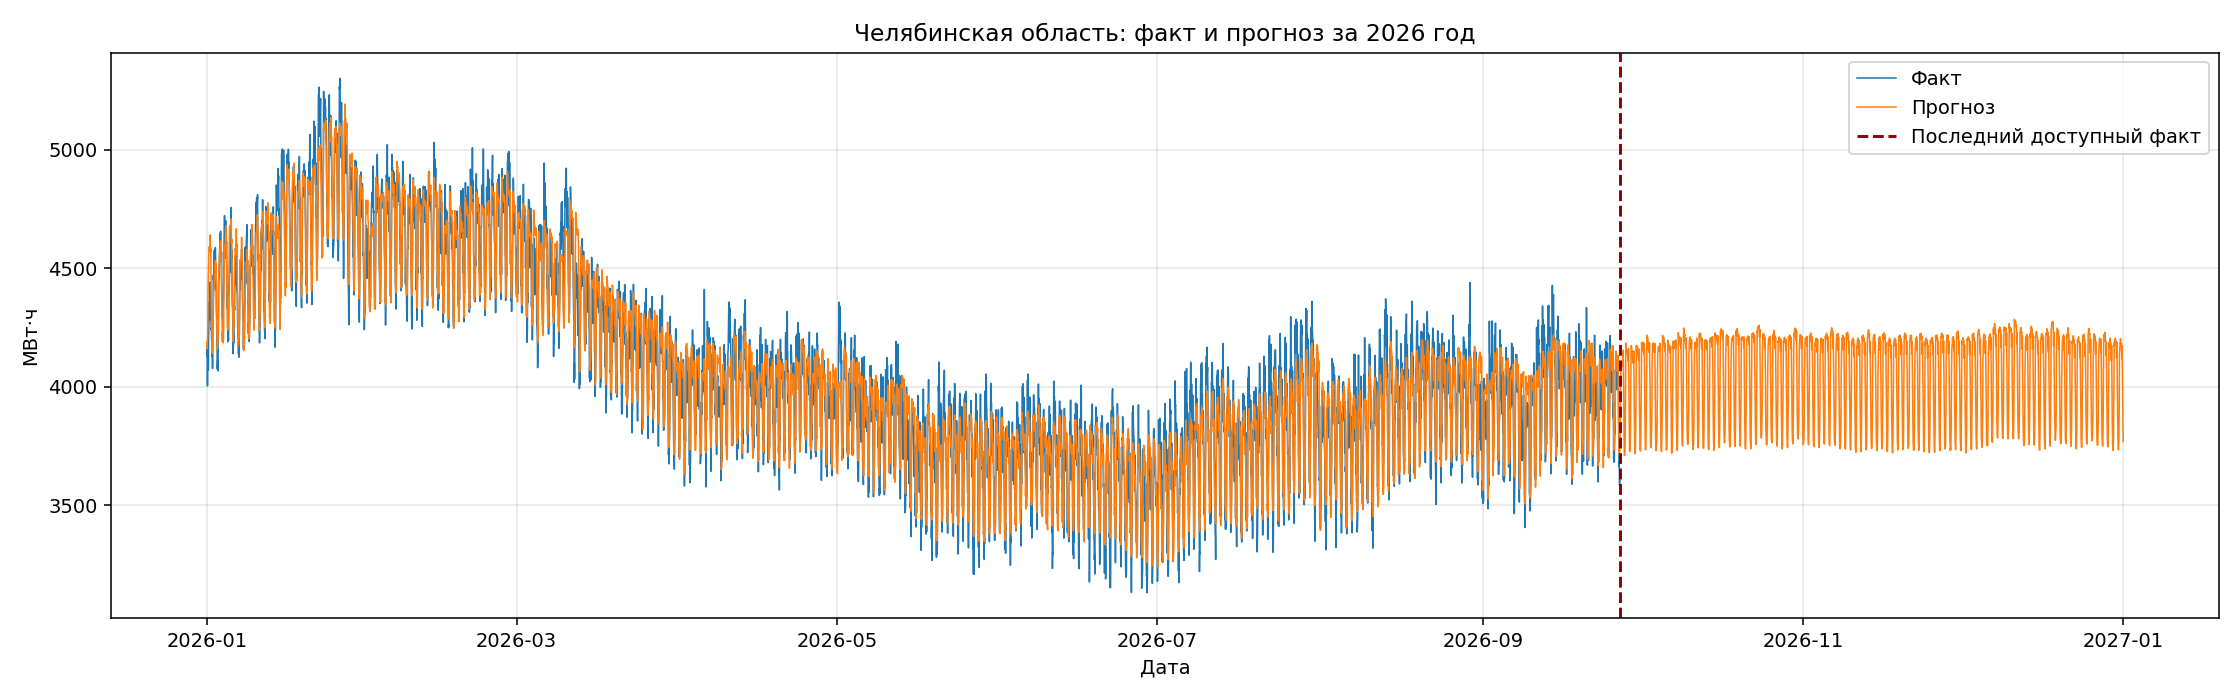 Челябинская область: факт и прогноз за 2026 год
Факт
Прогноз
Последний доступный факт
МВт·ч
5000
4500
4000
3500
2026-01
2026-03
2026-05
2026-07
2026-09
2026-11
2027-01
Дата